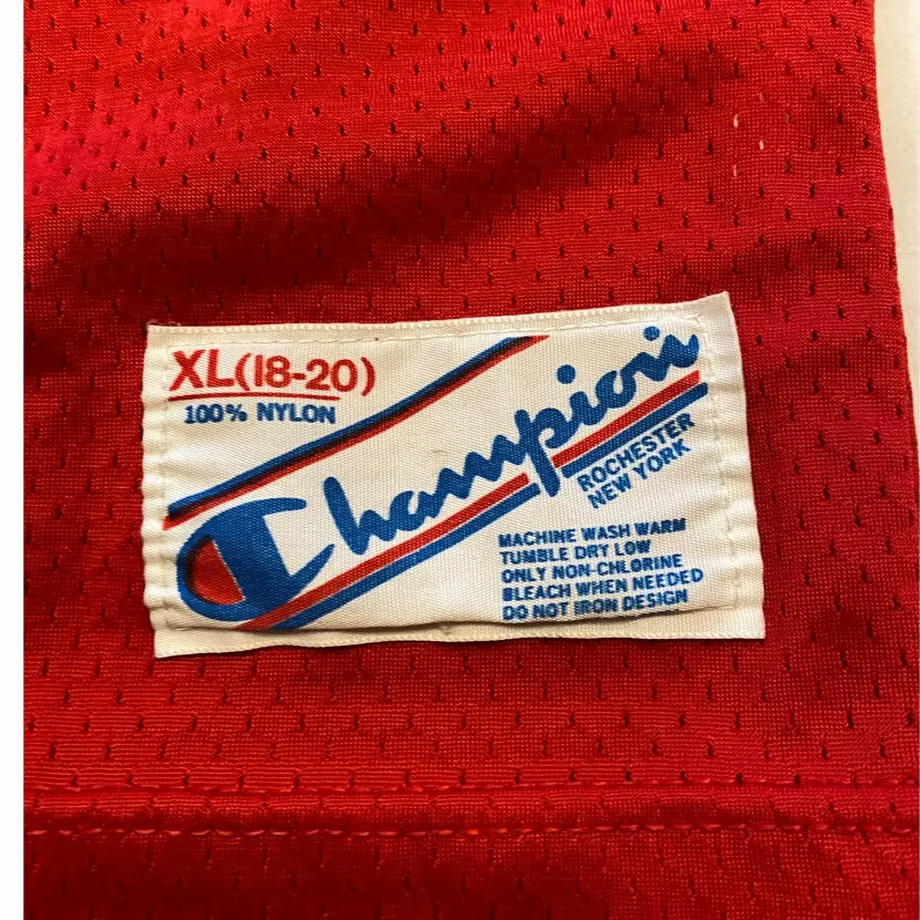 XL(18-20)
100% NYLON
Champion®
ROCHESTER
NEW YORK
MACHINE WASH WARM
TUMBLE DRY LOW
ONLY NON-CHLORINE
BLEACH WHEN NEEDED
DO NOT IRON DESIGN